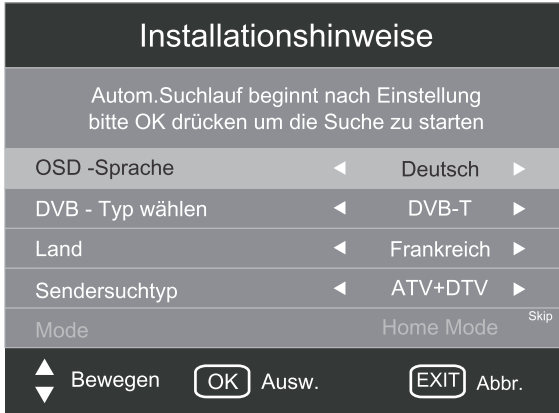 Installationshinweise
Autom.Suchlauf beginnt nach Einstellung
bitte OK drücken um die Suche zu starten
OSD -Sprache Deutsch
DVB - Typ wählen DVB-T
Land Frankreich
Sendersuchtyp ATV+DTV
Mode Home Mode Skip
Bewegen OK Ausw. EXIT Abbr.